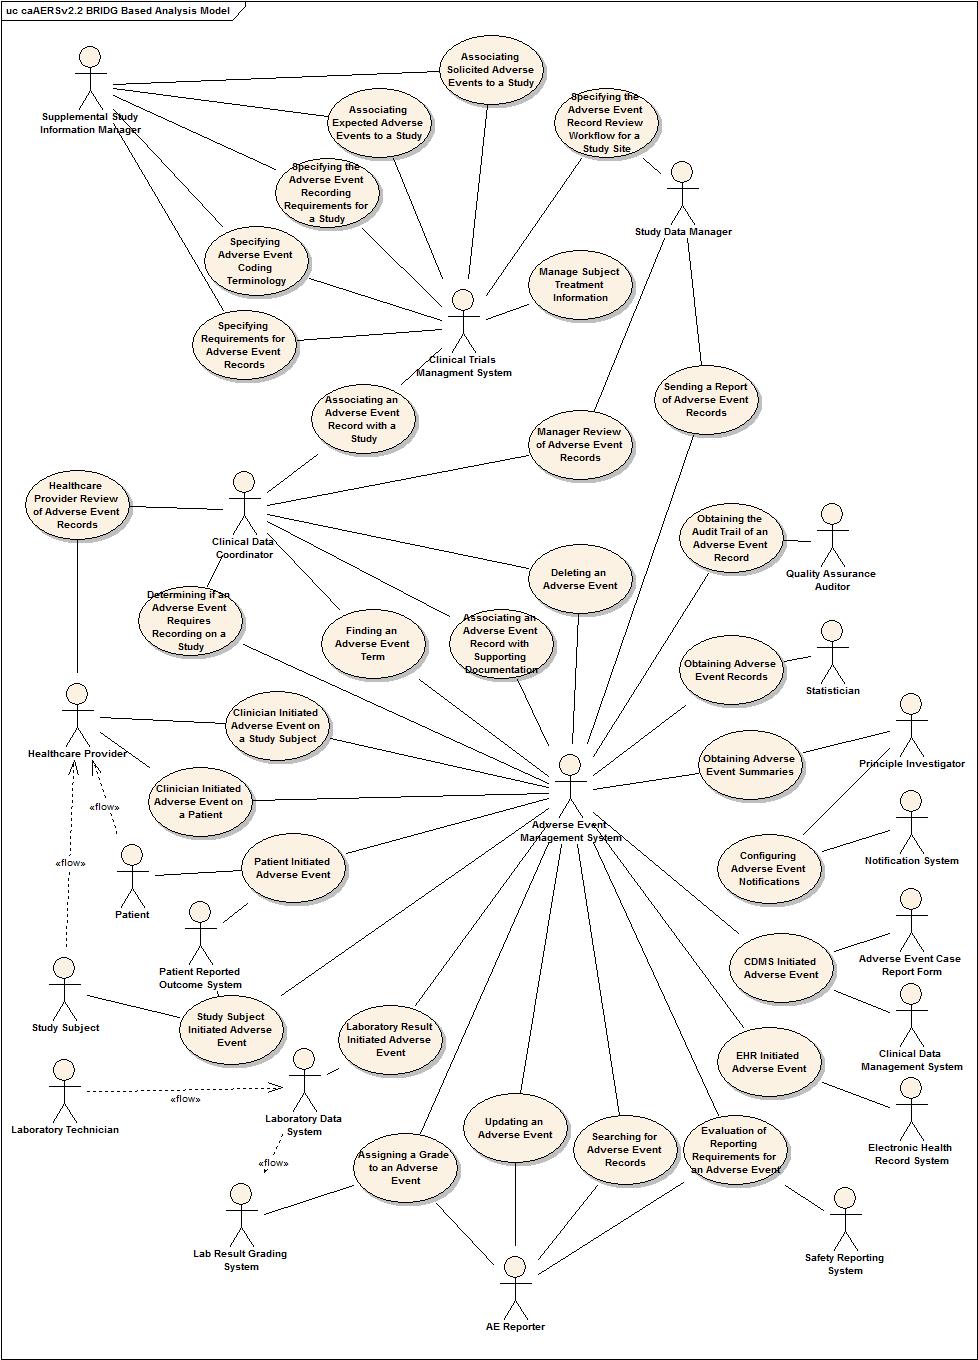 uc caAERSv2.2 BRIDG Based Analysis Model
Associating
Solicited Adverse
Events to a Study
Supplemental Study
Information Manager
Associating
Expected Adverse
Events to a Study
Specifying the
Adverse Event
Record Review
Workflow for a
Study Site
Specifying the
Adverse Event
Recording
Requirements for
a Study
Study Data Manager
Specifying
Adverse Event
Coding
Terminology
Manage Subject
Treatment
Information
Specifying
Requirements for
Adverse Event
Records
Clinical Trials
Managment System
Sending a Report
of Adverse Event
Records
Associating an
Adverse Event
Record with a
Study
Manager Review
of Adverse Event
Records
Healthcare
Provider Review
of Adverse Event
Records
Clinical Data
Coordinator
Obtaining the
Audit Trail of an
Adverse Event
Record
Quality Assurance
Auditor
Deleting an
Adverse Event
Determining if an
Adverse Event
Requires
Recording on a
Study
Finding an
Adverse Event
Term
Associating an
Adverse Event
Record with
Supporting
Documentation
Obtaining Adverse
Event Records
Statistician
Clinician Initiated
Adverse Event on
a Study Subject
Healthcare Provider
Obtaining Adverse
Event Summaries
Principle Investigator
Clinician Initiated
Adverse Event on
a Patient
«flow»
Adverse Event
Management System
«flow»
Patient Initiated
Adverse Event
Configuring
Adverse Event
Notifications
Notification System
Patient
Patient Reported
Outcome System
CDMS Initiated
Adverse Event
Adverse Event Case
Report Form
Study Subject
Study Subject
Initiated Adverse
Event
Laboratory Result
Initiated Adverse
Event
EHR Initiated
Adverse Event
Clinical Data
Management System
«flow»
Laboratory Technician
Laboratory Data
System
Updating an
Adverse Event
Searching for
Adverse Event
Records
Evaluation of
Reporting
Requirements for
an Adverse Event
Electronic Health
Record System
«flow»
Assigning a Grade
to an Adverse
Event
Lab Result Grading
System
Safety Reporting
System
AE Reporter